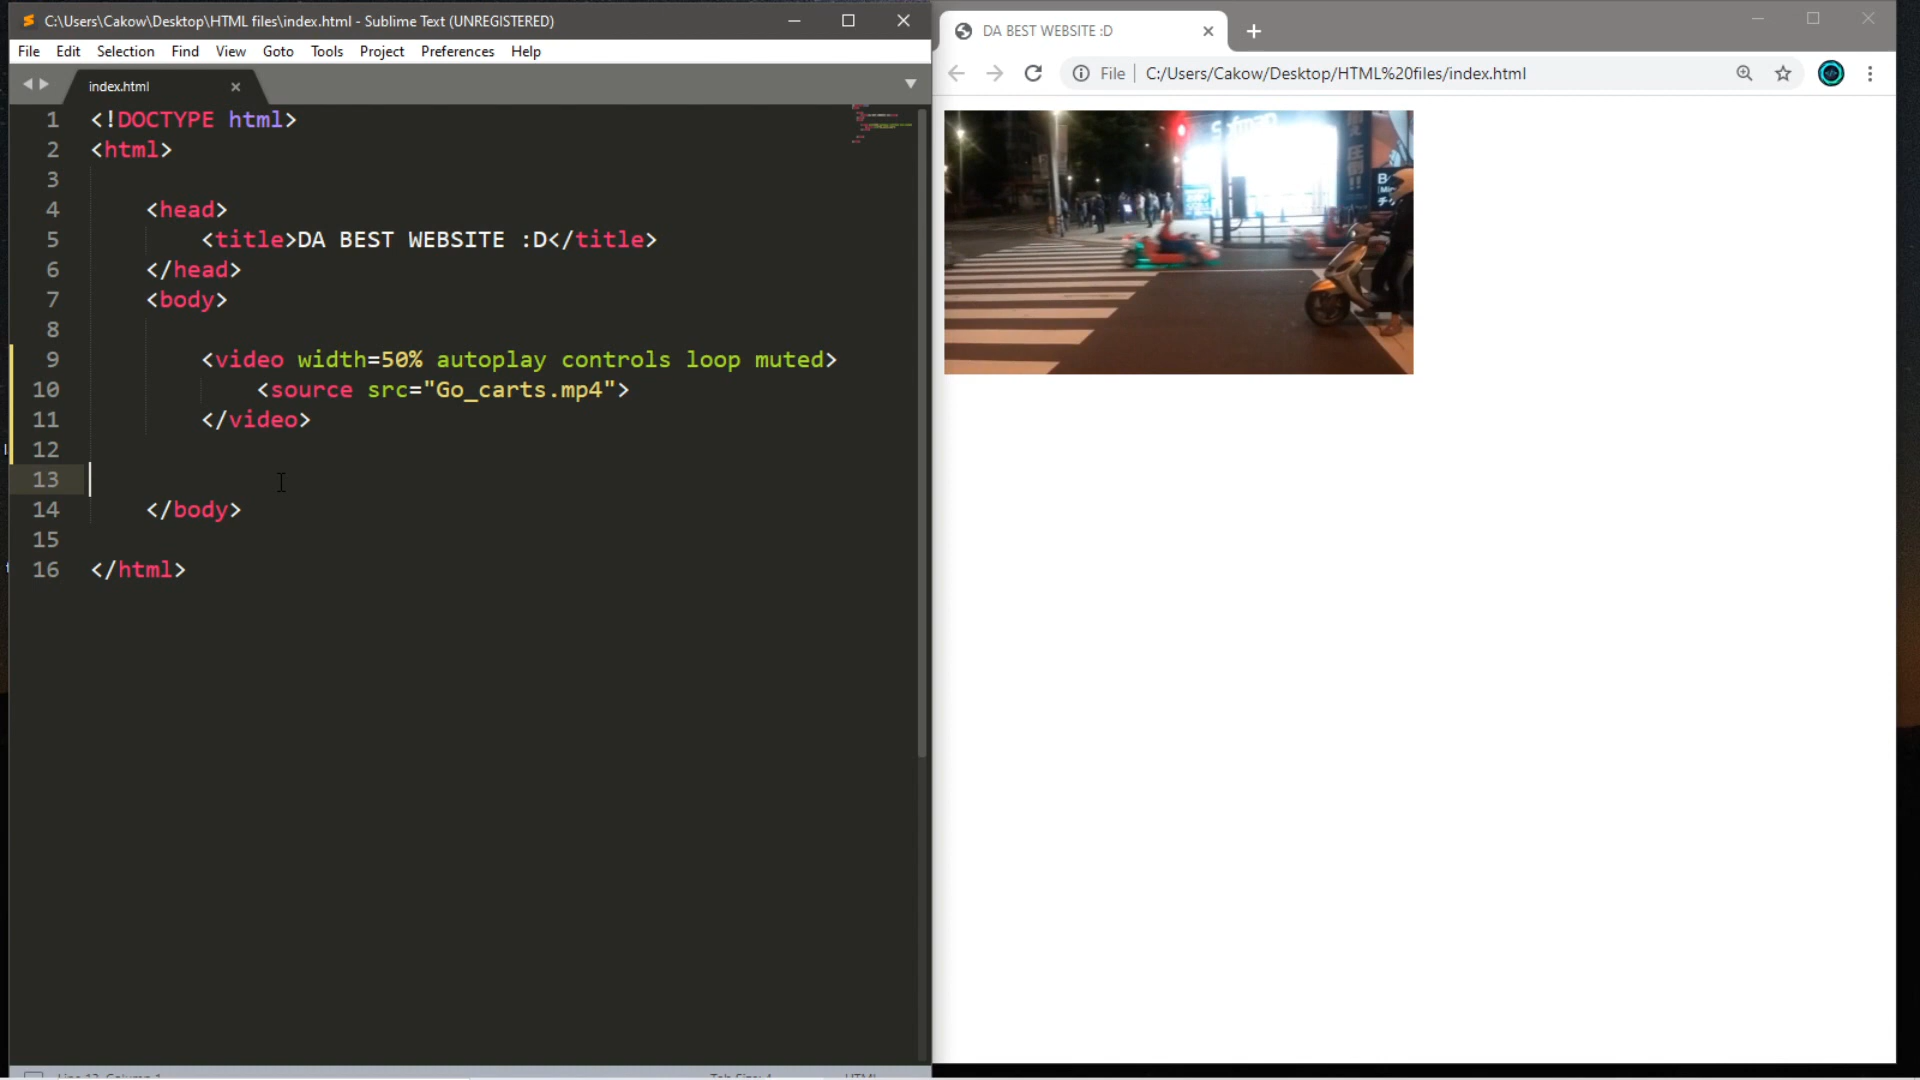 C:\Users\Cakow\Desktop\HTML files\index.html - Sublime Text (UNREGISTERED)
File Edit Selection Find View Goto Tools Project Preferences Help
index.html
1 <!DOCTYPE html>
2 <html>
3
4 <head>
5 <title>DA BEST WEBSITE :D</title>
6 </head>
7 <body>
8
9 <video width=50% autoplay controls loop muted>
10 <source src="Go_carts.mp4">
11 </video>
12
13
14 </body>
15
16 </html>
DA BEST WEBSITE :D
File C:/Users/Cakow/Desktop/HTML%20files/index.html